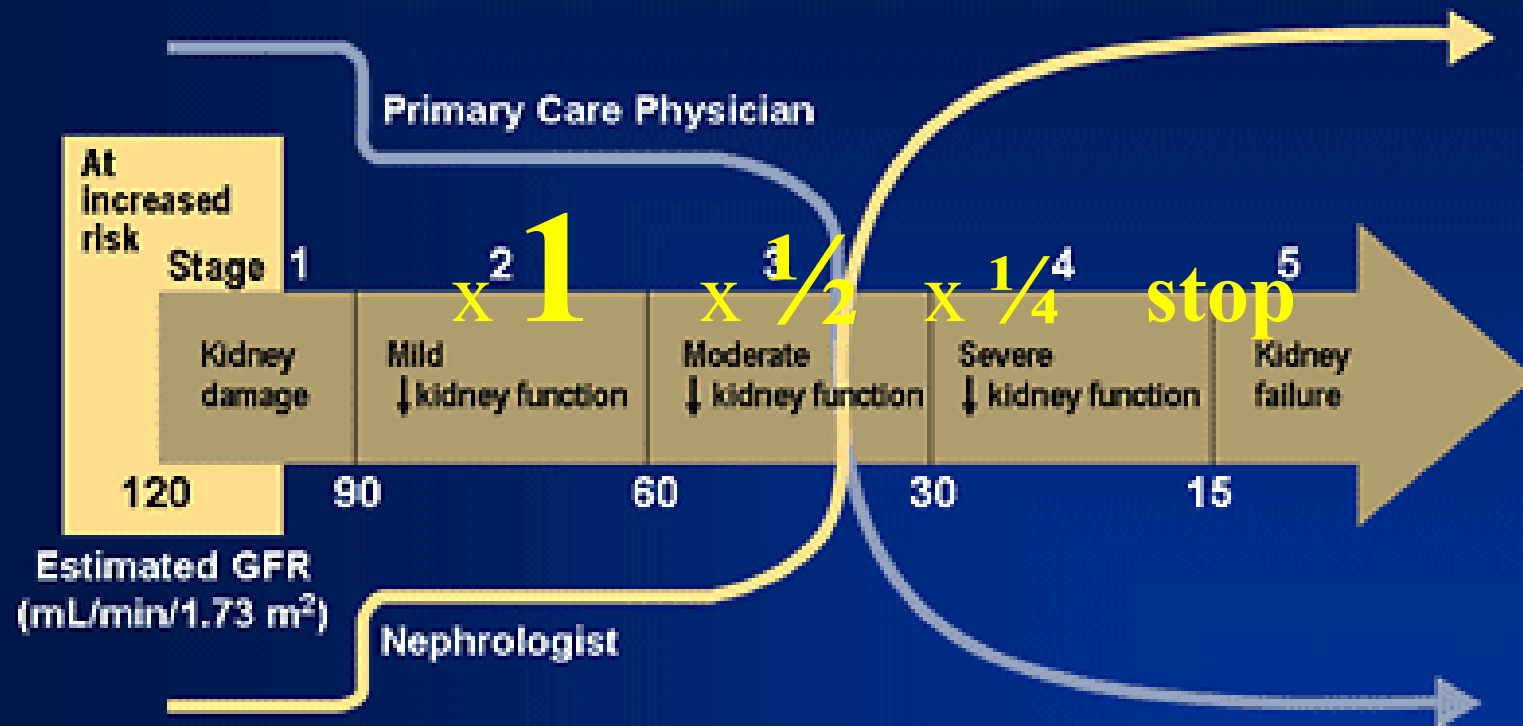 Primary Care Physician
At
increased
risk
Stage 1 2 3 4 5
x 1 x ½ x ¼ stop
Kidney
damage
Mild
↓ kidney function
Moderate
↓ kidney function
Severe
↓ kidney function
Kidney
failure
120 90 60 30 15
Estimated GFR
(mL/min/1.73 m²)
Nephrologist